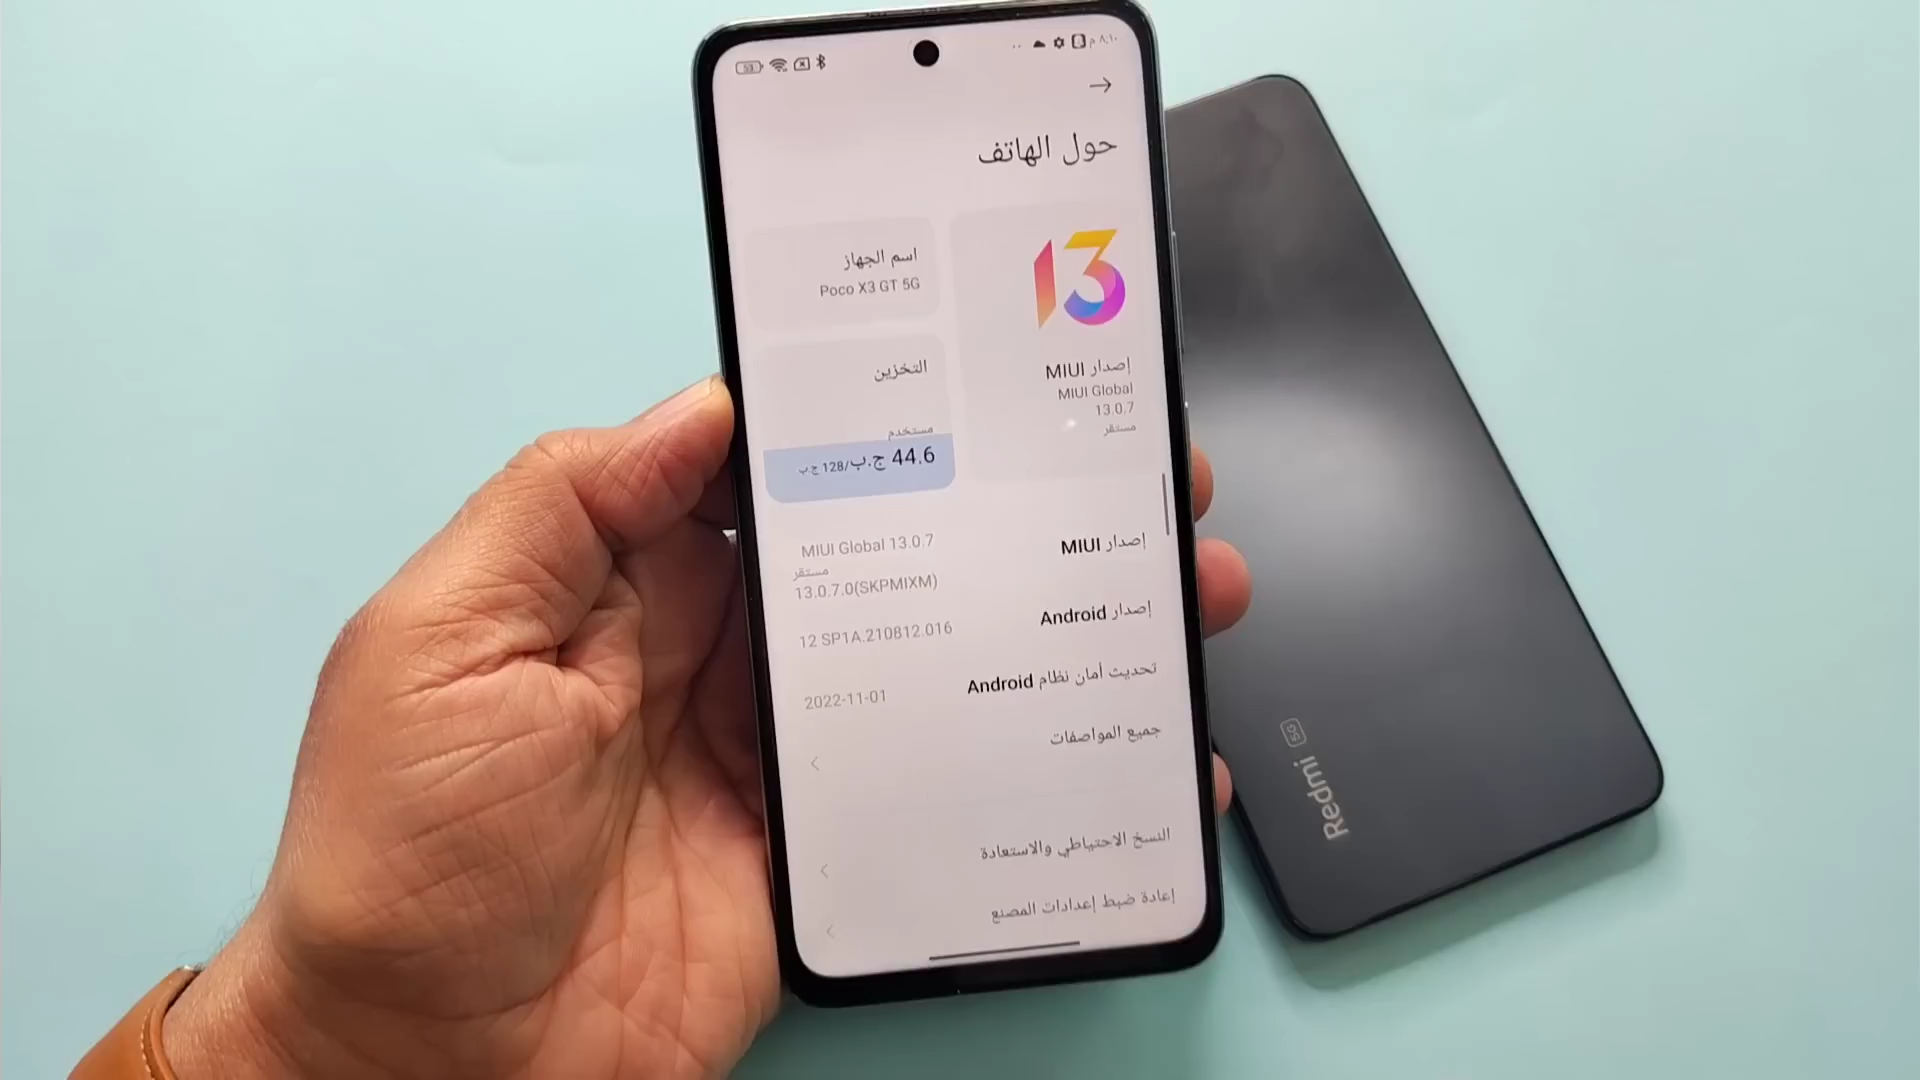 ٨:١٠ م
53
حول الهاتف
13
إصدار MIUI
MIUI Global
13.0.7
مستقر
اسم الجهاز
Poco X3 GT 5G
التخزين
مستخدم
44.6 ج.ب/128 ج.ب
إصدار MIUI
MIUI Global 13.0.7
مستقر
13.0.7.0(SKPMIXM)
إصدار Android
12 SP1A.210812.016
تحديث أمان نظام Android
2022-11-01
جميع المواصفات
النسخ الاحتياطي والاستعادة
إعادة ضبط إعدادات المصنع
Redmi 5G